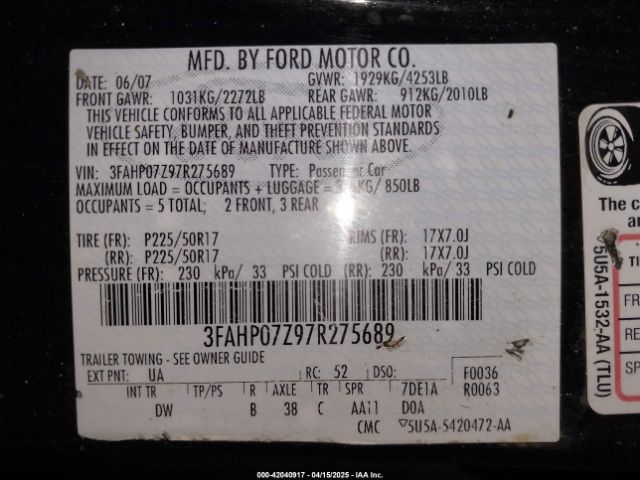 MFD. BY FORD MOTOR CO.
DATE: 06/07 GVWR: 1929KG/4253LB
FRONT GAWR: 1031KG/2272LB REAR GAWR: 912KG/2010LB
THIS VEHICLE CONFORMS TO ALL APPLICABLE FEDERAL MOTOR
VEHICLE SAFETY, BUMPER, AND THEFT PREVENTION STANDARDS
IN EFFECT ON THE DATE OF MANUFACTURE SHOWN ABOVE.
VIN: 3FAHP07Z97R275689 TYPE: Passenger Car
MAXIMUM LOAD = OCCUPANTS + LUGGAGE = KG/ 850LB
OCCUPANTS = 5 TOTAL; 2 FRONT, 3 REAR
TIRE (FR): P225/50R17 RIMS (FR): 17X7.0J
(RR): P225/50R17 (RR): 17X7.0J
PRESSURE (FR): 230 kPa/ 33 PSI COLD (RR): 230 kPa/ 33 PSI COLD
3FAHP07Z97R275689
TRAILER TOWING - SEE OWNER GUIDE
EXT PNT: UA RC: 52 DSO: F0036
INT TR TP/PS R AXLE TR SPR 7DE1A R0063
DW B 38 C AA11 D0A
CMC ▽5U5A-5420472-AA
The c
an
TI
FR
RE
SP
▽5U5A-1532-AA (TLU)
000-42040917 - 04/15/2025 - IAA Inc.